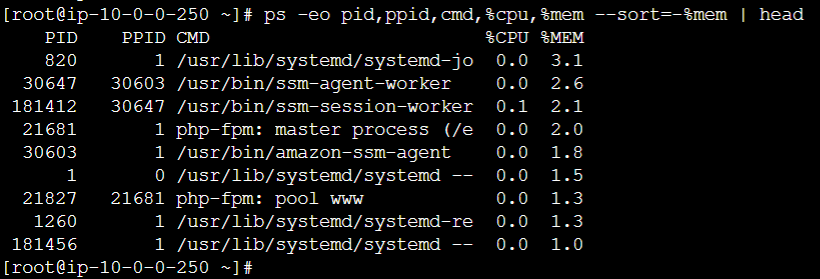 [root@ip-10-0-0-250 ~]# ps -eo pid,ppid,cmd,%cpu,%mem --sort=-%mem | head
    PID    PPID CMD                         %CPU %MEM
    820       1 /usr/lib/systemd/systemd-jo  0.0  3.1
  30647   30603 /usr/bin/ssm-agent-worker    0.0  2.6
 181412   30647 /usr/bin/ssm-session-worker  0.1  2.1
  21681       1 php-fpm: master process (/e  0.0  2.0
  30603       1 /usr/bin/amazon-ssm-agent    0.0  1.8
      1       0 /usr/lib/systemd/systemd --  0.0  1.5
  21827   21681 php-fpm: pool www            0.0  1.3
   1260       1 /usr/lib/systemd/systemd-re  0.0  1.3
 181456       1 /usr/lib/systemd/systemd --  0.0  1.0
[root@ip-10-0-0-250 ~]#